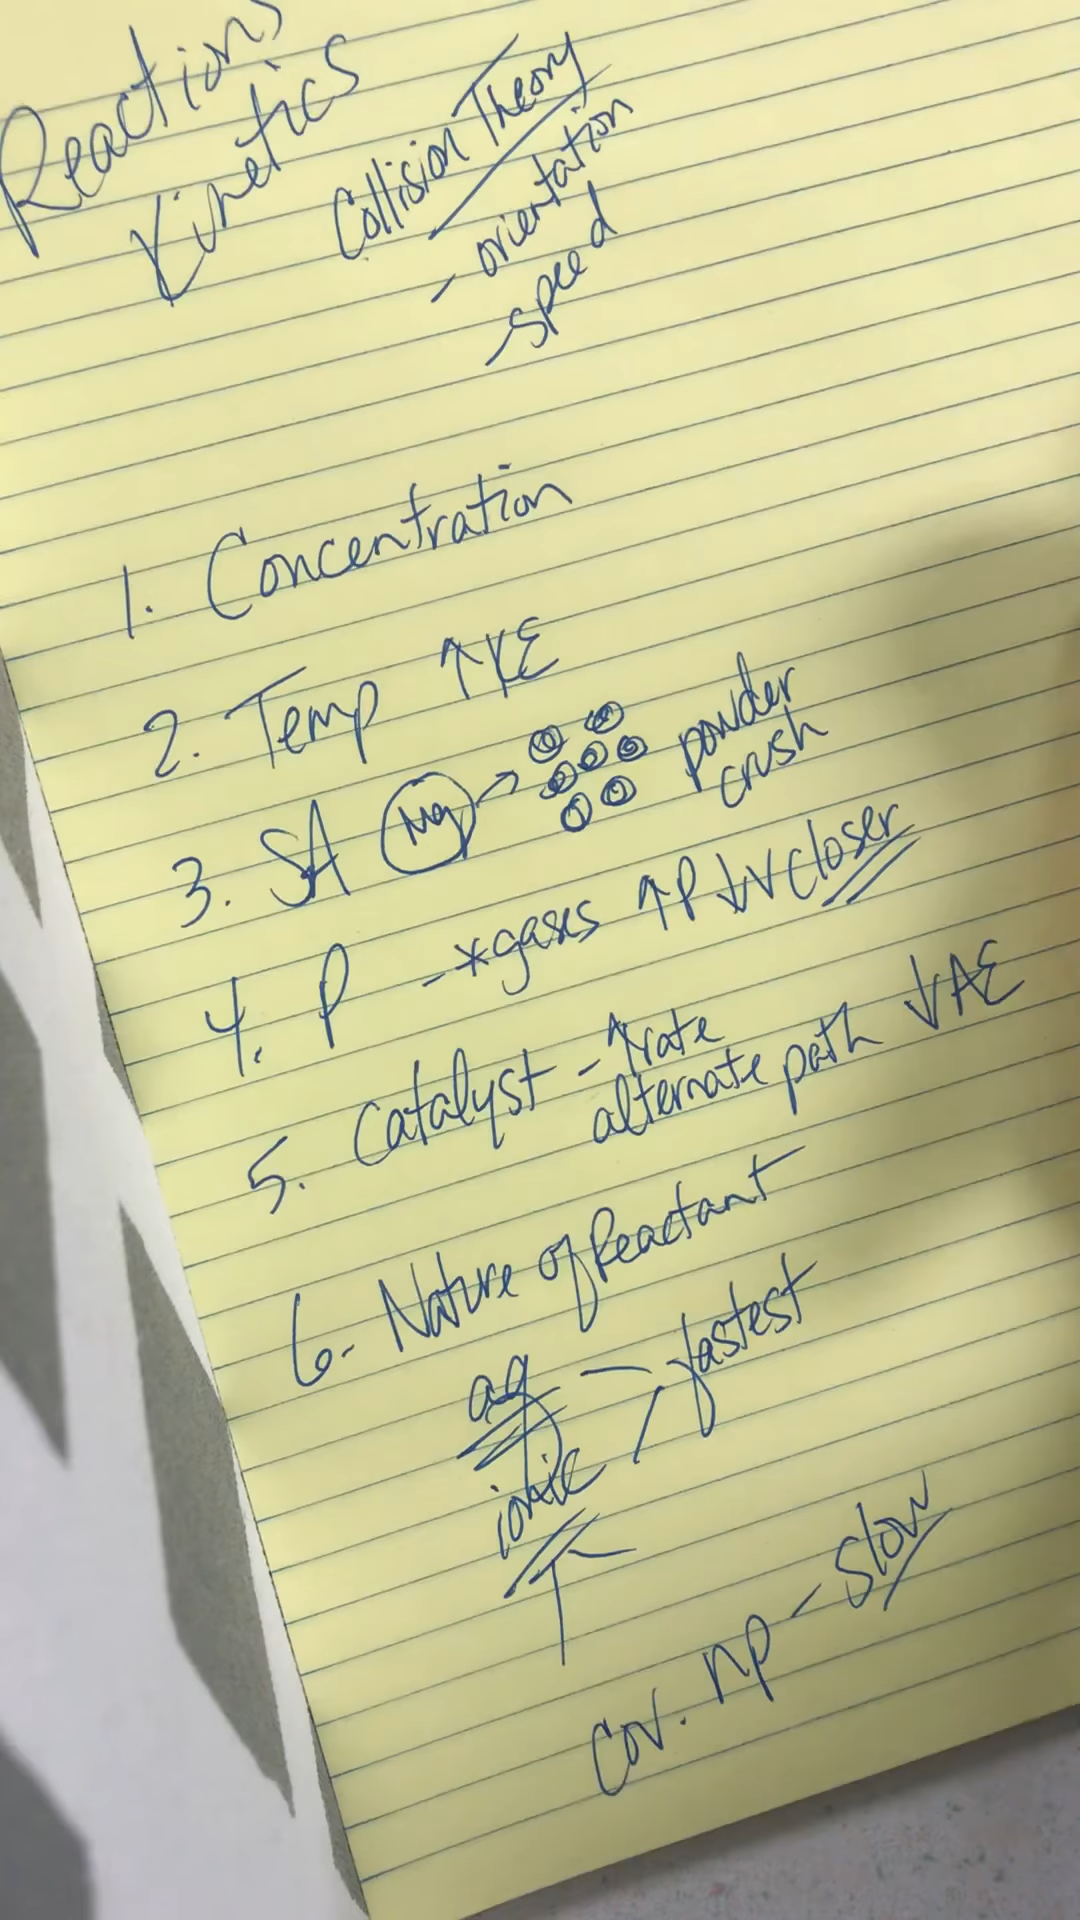 Reactions
Kinetics
Collision Theory
- orientation
- speed
1. Concentration
2. Temp ↑KE
3. SA Mg → powder
crush
4. P - *gases ↑P ↓V closer
5. Catalyst - ↑rate
alternate path ↓AE
6. Nature of Reactant
aq - fastest
ionic
cov. np - slow